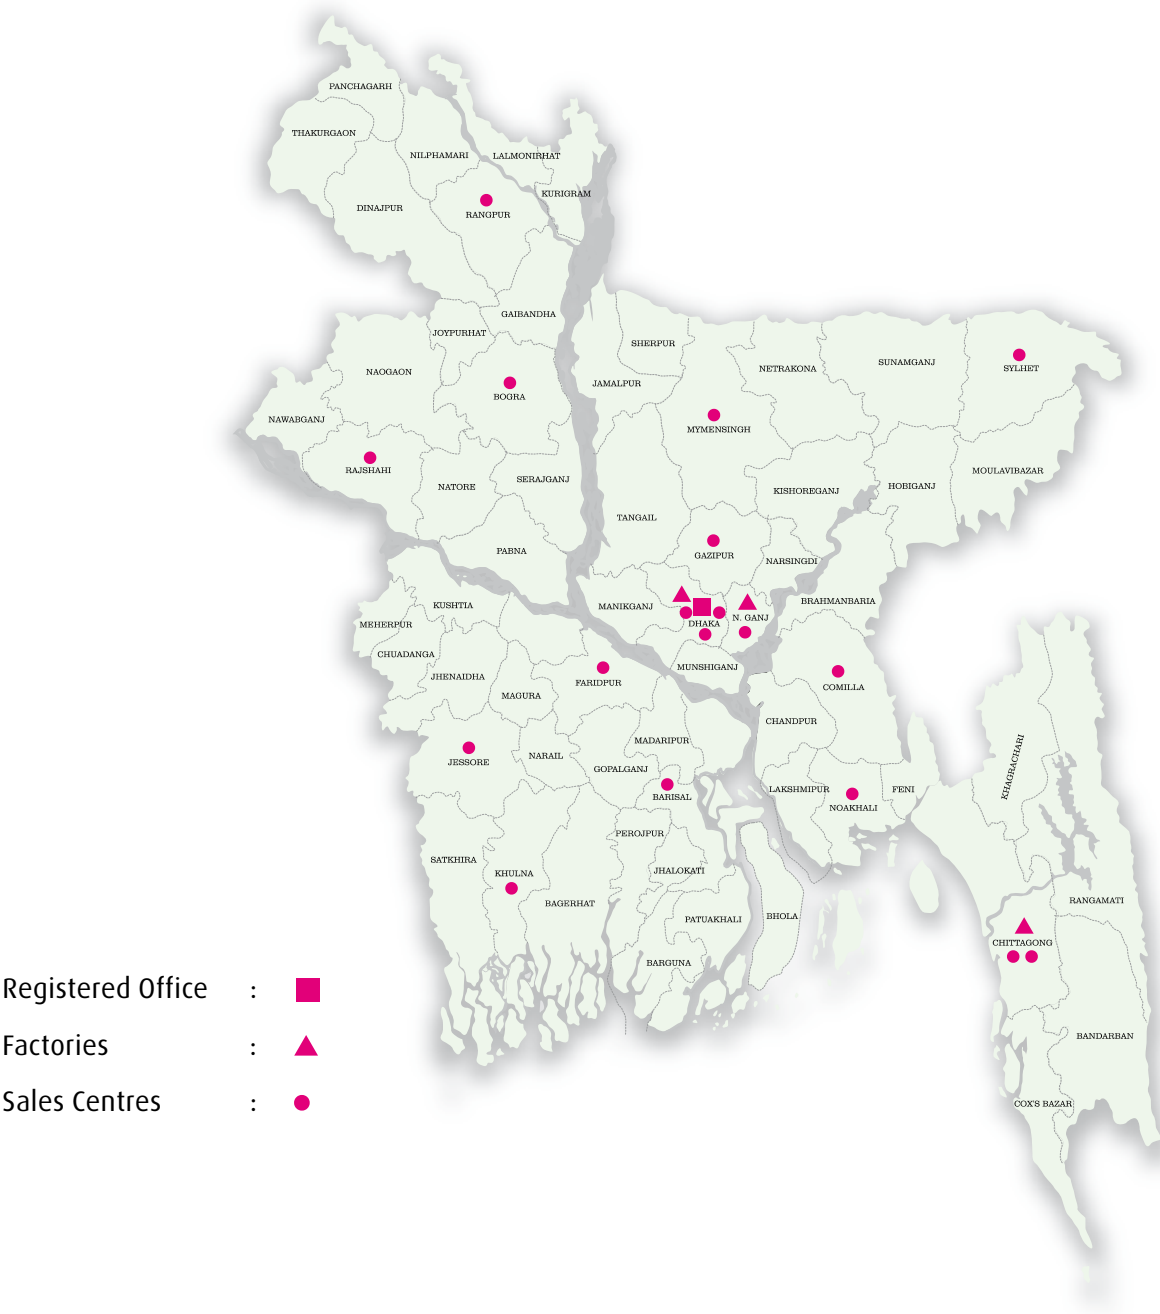 PANCHAGARH
THAKURGAON
NILPHAMARI
LALMONIRHAT
KURIGRAM
DINAJPUR
RANGPUR
GAIBANDHA
JOYPURHAT
SHERPUR
NETRAKONA
SUNAMGANJ
SYLHET
NAOGAON
JAMALPUR
BOGRA
NAWABGANJ
MYMENSINGH
RAJSHAHI
MOULAVIBAZAR
NATORE
SERAJGANJ
KISHOREGANJ
HOBIGANJ
TANGAIL
PABNA
GAZIPUR
NARSINGDI
KUSHTIA
MANIKGANJ
BRAHMANBARIA
MEHERPUR
DHAKA
N. GANJ
CHUADANGA
JHENAIDHA
MUNSHIGANJ
FARIDPUR
COMILLA
MAGURA
CHANDPUR
MADARIPUR
NARAIL
JESSORE
GOPALGANJ
KHAGRACHARI
BARISAL
LAKSHMIPUR
FENI
NOAKHALI
PEROJPUR
SATKHIRA
KHULNA
JHALOKATI
BAGERHAT
RANGAMATI
PATUAKHALI
BHOLA
CHITTAGONG
BARGUNA
BANDARBAN
COX'S BAZAR
Registered Office :
Factories :
Sales Centres :